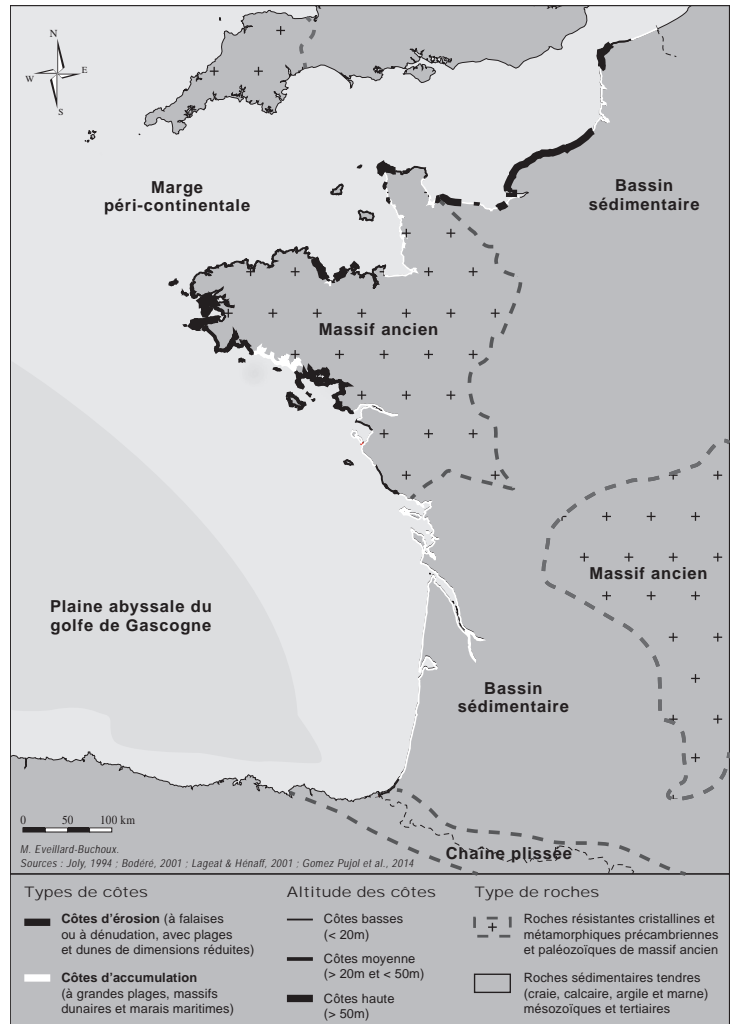 N
W
E
S
Marge
péri-continentale
Bassin
sédimentaire
Massif ancien
Massif ancien
Plaine abyssale du
golfe de Gascogne
Bassin
sédimentaire
0 50 100 km
M. Eveillard-Buchoux.
Sources : Joly, 1994 ; Bodéré, 2001 ; Lageat & Hénaff, 2001 ; Gomez Pujol et al., 2014
Chaîne plissée
Types de côtes
Côtes d'érosion (à falaises
ou à dénudation, avec plages
et dunes de dimensions réduites)
Côtes d'accumulation
(à grandes plages, massifs
dunaires et marais maritimes)
Altitude des côtes
Côtes basses
(< 20m)
Côtes moyenne
(> 20m et < 50m)
Côtes haute
(> 50m)
Type de roches
Roches résistantes cristallines et
métamorphiques précambriennes
et paléozoïques de massif ancien
Roches sédimentaires tendres
(craie, calcaire, argile et marne)
mésozoïques et tertiaires